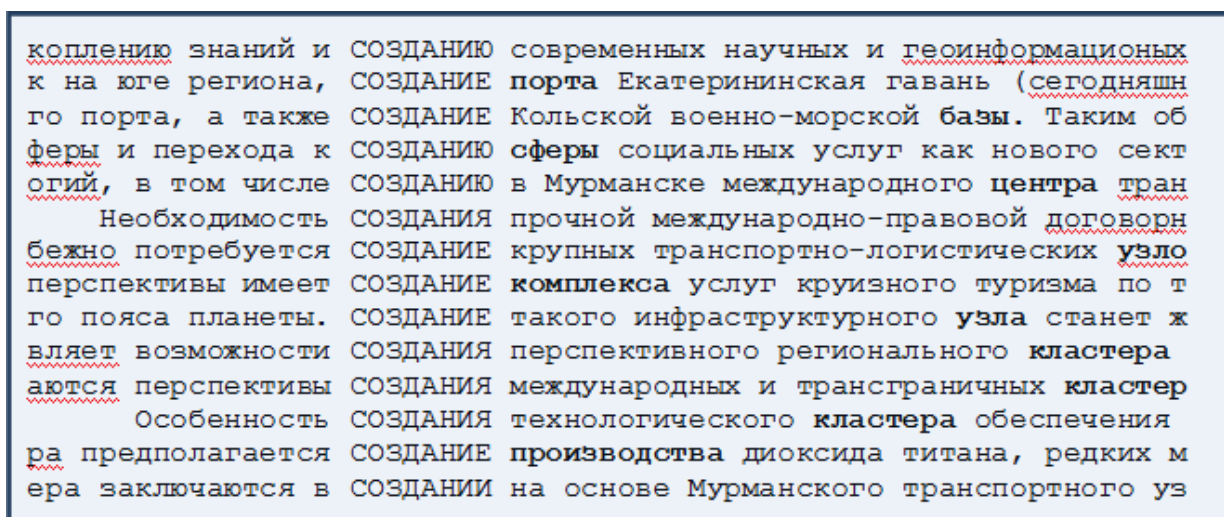 коплению знаний и СОЗДАНИЮ современных научных и геоинформационых
к на юге региона, СОЗДАНИЕ порта Екатерининская гавань (сегодняшн
го порта, а также СОЗДАНИЕ Кольской военно-морской базы. Таким об
феры и перехода к СОЗДАНИЮ сферы социальных услуг как нового сект
огий, в том числе СОЗДАНИЮ в Мурманске международного центра тран
Необходимость СОЗДАНИЯ прочной международно-правовой договорн
бежно потребуется СОЗДАНИЕ крупных транспортно-логистических узло
перспективы имеет СОЗДАНИЕ комплекса услуг круизного туризма по т
го пояса планеты. СОЗДАНИЕ такого инфраструктурного узла станет ж
вляет возможности СОЗДАНИЯ перспективного регионального кластера
аются перспективы СОЗДАНИЯ международных и трансграничных кластер
Особенность СОЗДАНИЯ технологического кластера обеспечения
ра предполагается СОЗДАНИЕ производства диоксида титана, редких м
ера заключаются в СОЗДАНИИ на основе Мурманского транспортного уз